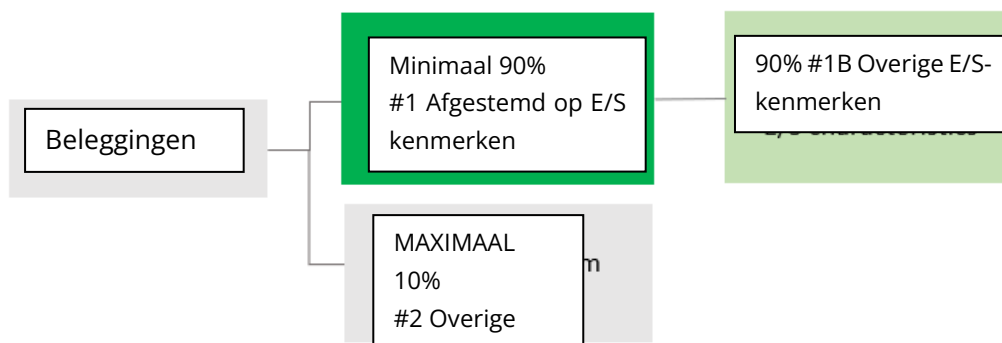 Beleggingen
Minimaal 90%
#1 Afgestemd op E/S
kenmerken
90% #1B Overige E/S-
kenmerken
MAXIMAAL
10%
#2 Overige